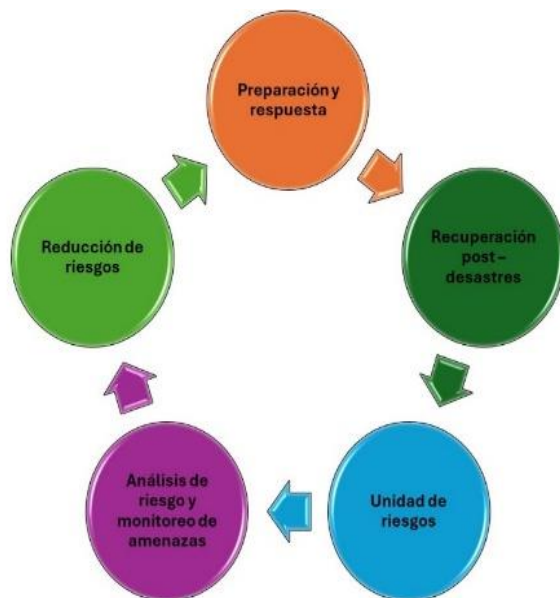 Preparación y
respuesta
Recuperación
post –
desastres
Unidad de
riesgos
Análisis de
riesgo y
monitoreo de
amenazas
Reducción de
riesgos